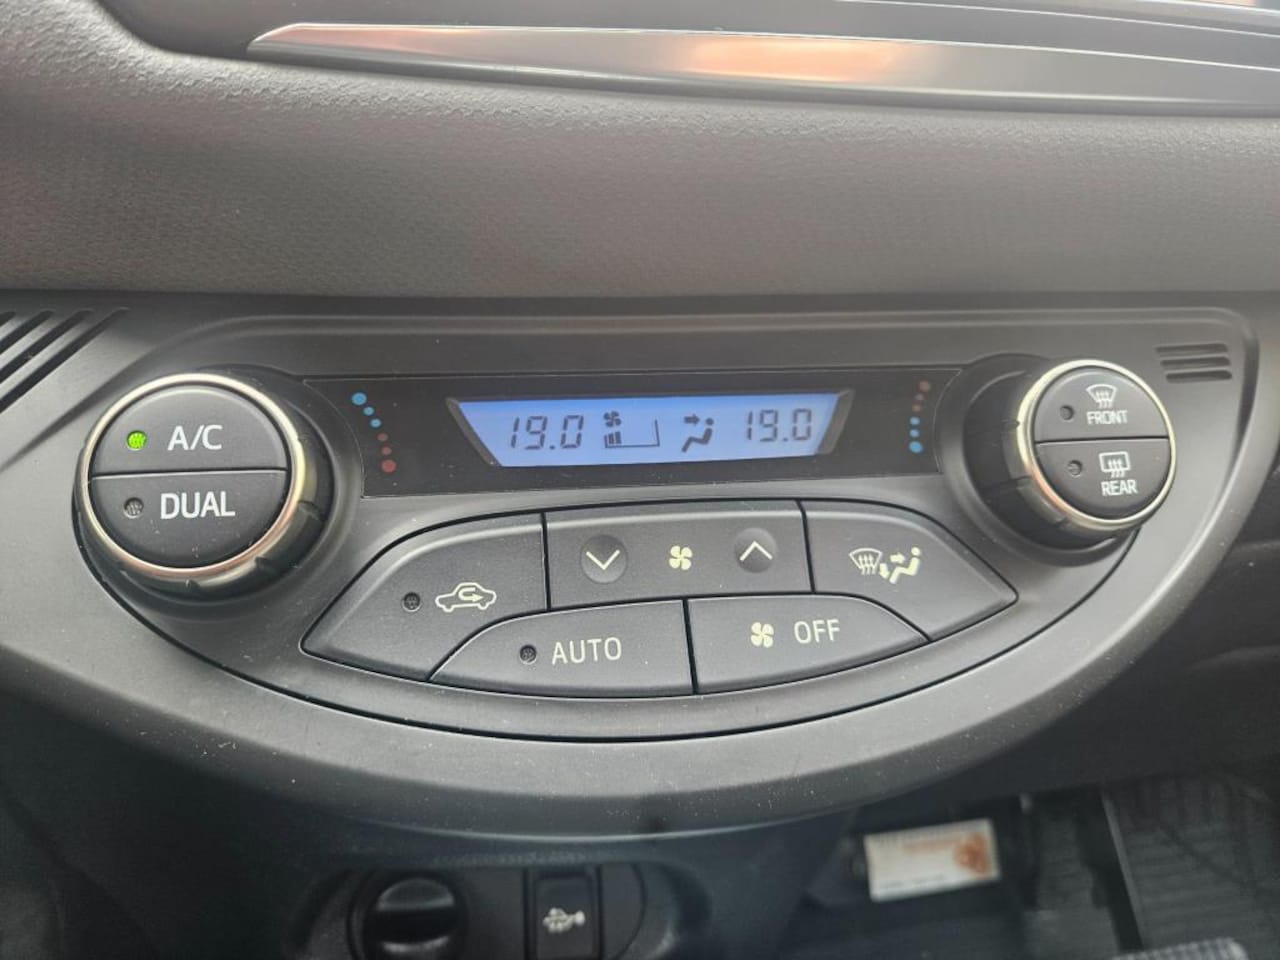 A/C
DUAL
19.0
19.0
FRONT
REAR
AUTO
OFF